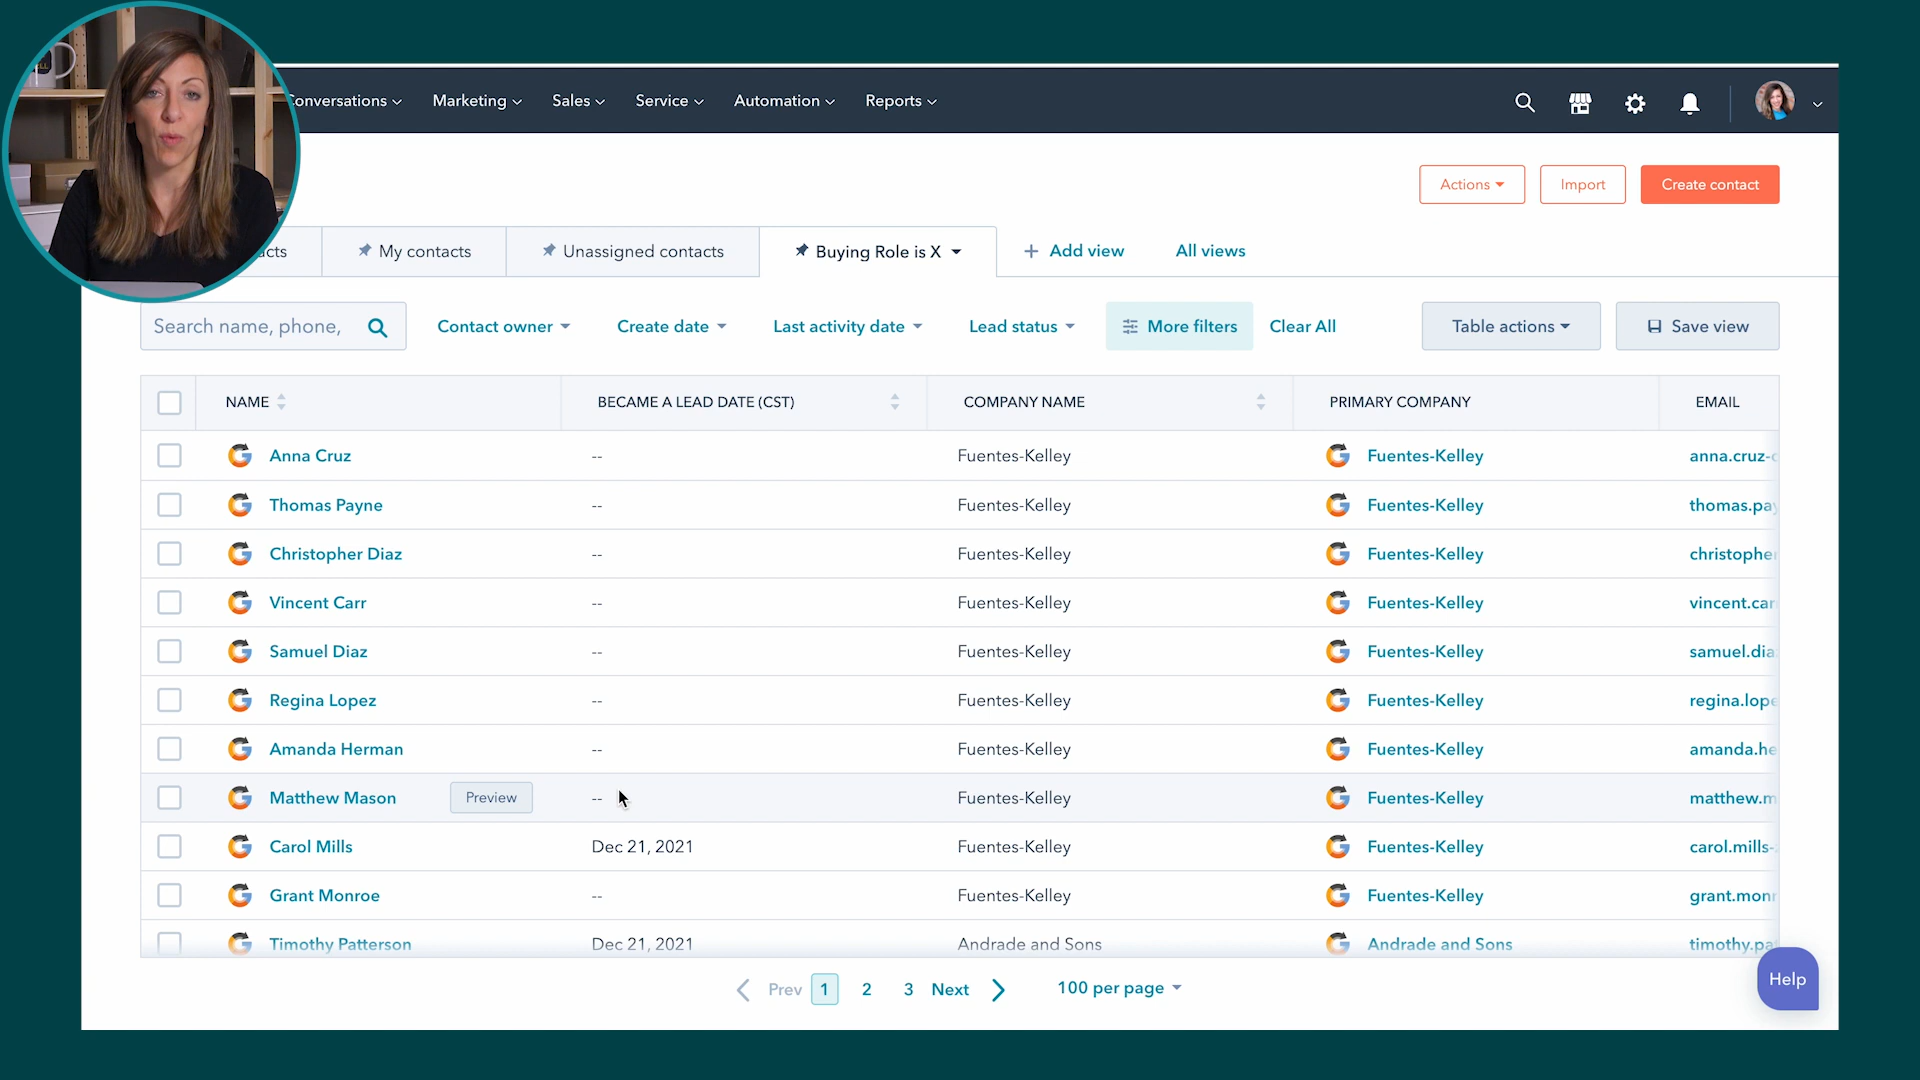 Conversations Marketing Sales Service Automation Reports
Actions Import Create contact
My contacts Unassigned contacts Buying Role is X + Add view All views
Search name, phone, Contact owner Create date Last activity date Lead status More filters Clear All Table actions Save view
NAME BECAME A LEAD DATE (CST) COMPANY NAME PRIMARY COMPANY EMAIL
Anna Cruz -- Fuentes-Kelley Fuentes-Kelley anna.cruz-
Thomas Payne -- Fuentes-Kelley Fuentes-Kelley thomas.pay
Christopher Diaz -- Fuentes-Kelley Fuentes-Kelley christopher
Vincent Carr -- Fuentes-Kelley Fuentes-Kelley vincent.car
Samuel Diaz -- Fuentes-Kelley Fuentes-Kelley samuel.dia
Regina Lopez -- Fuentes-Kelley Fuentes-Kelley regina.lope
Amanda Herman -- Fuentes-Kelley Fuentes-Kelley amanda.he
Matthew Mason Preview -- Fuentes-Kelley Fuentes-Kelley matthew.m
Carol Mills Dec 21, 2021 Fuentes-Kelley Fuentes-Kelley carol.mills-
Grant Monroe -- Fuentes-Kelley Fuentes-Kelley grant.monr
Timothy Patterson Dec 21, 2021 Andrade and Sons Andrade and Sons timothy.pa
Prev 1 2 3 Next 100 per page
Help